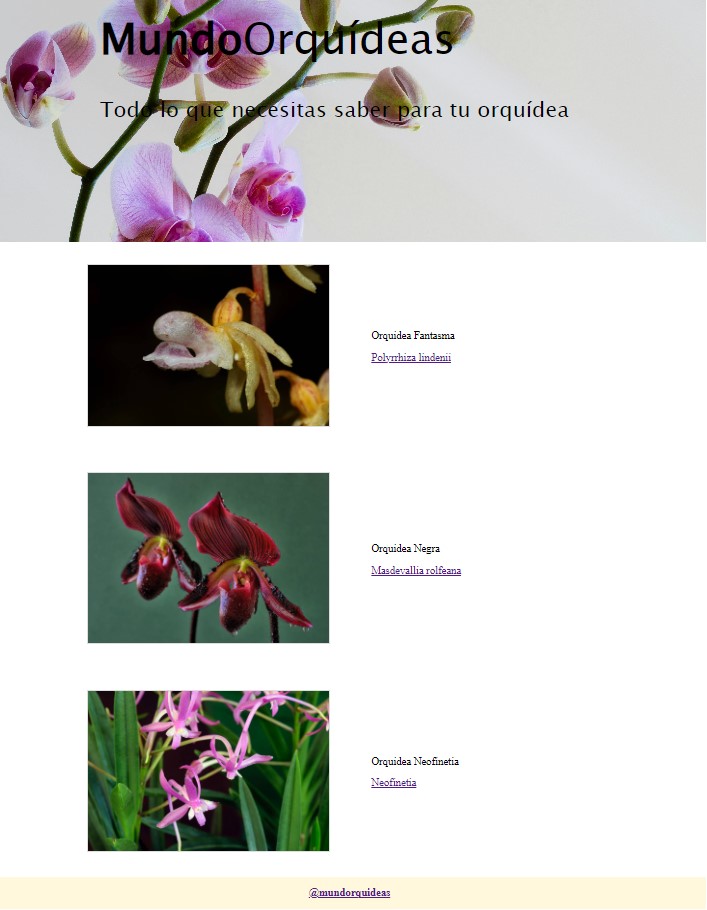 MundoOrquídeas
Todo lo que necesitas saber para tu orquídea
Orquidea Fantasma
Polyrrhiza lindenii
Orquidea Negra
Masdevallia rolfeana
Orquidea Neofinetia
Neofinetia
@mundorquideas